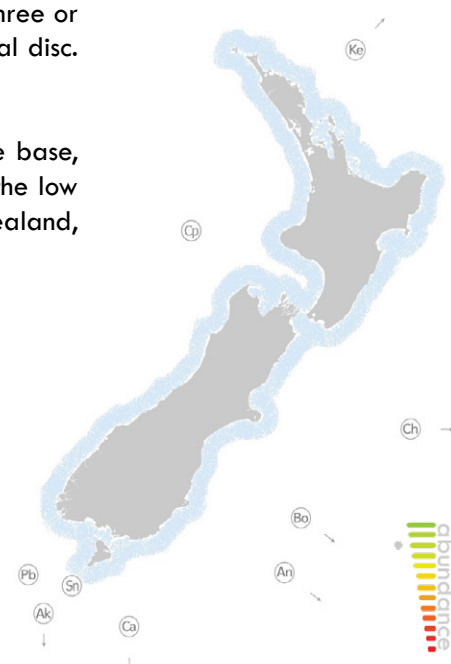 hree or
al disc.
e base,
he low
ealand,
Ke
Cp
Ch
Bo
An
Pb
Sn
Ak
Ca
abundance